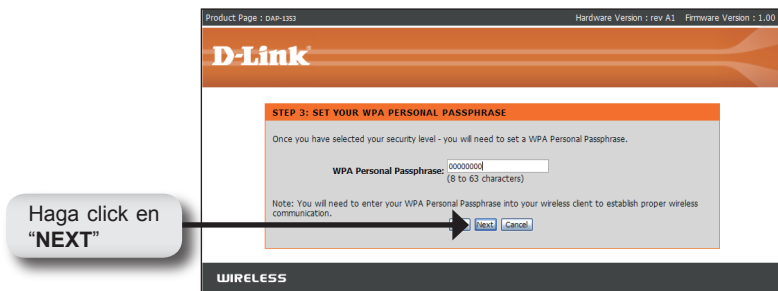 Product Page : DAP-1353 Hardware Version : rev A1 Firmware Version : 1.00
D-Link
STEP 3: SET YOUR WPA PERSONAL PASSPHRASE
Once you have selected your security level - you will need to set a WPA Personal Passphrase.
WPA Personal Passphrase: 00000000
(8 to 63 characters)
Note: You will need to enter your WPA Personal Passphrase into your wireless client to establish proper wireless
communication.
Next Cancel
Haga click en
“NEXT”
WIRELESS